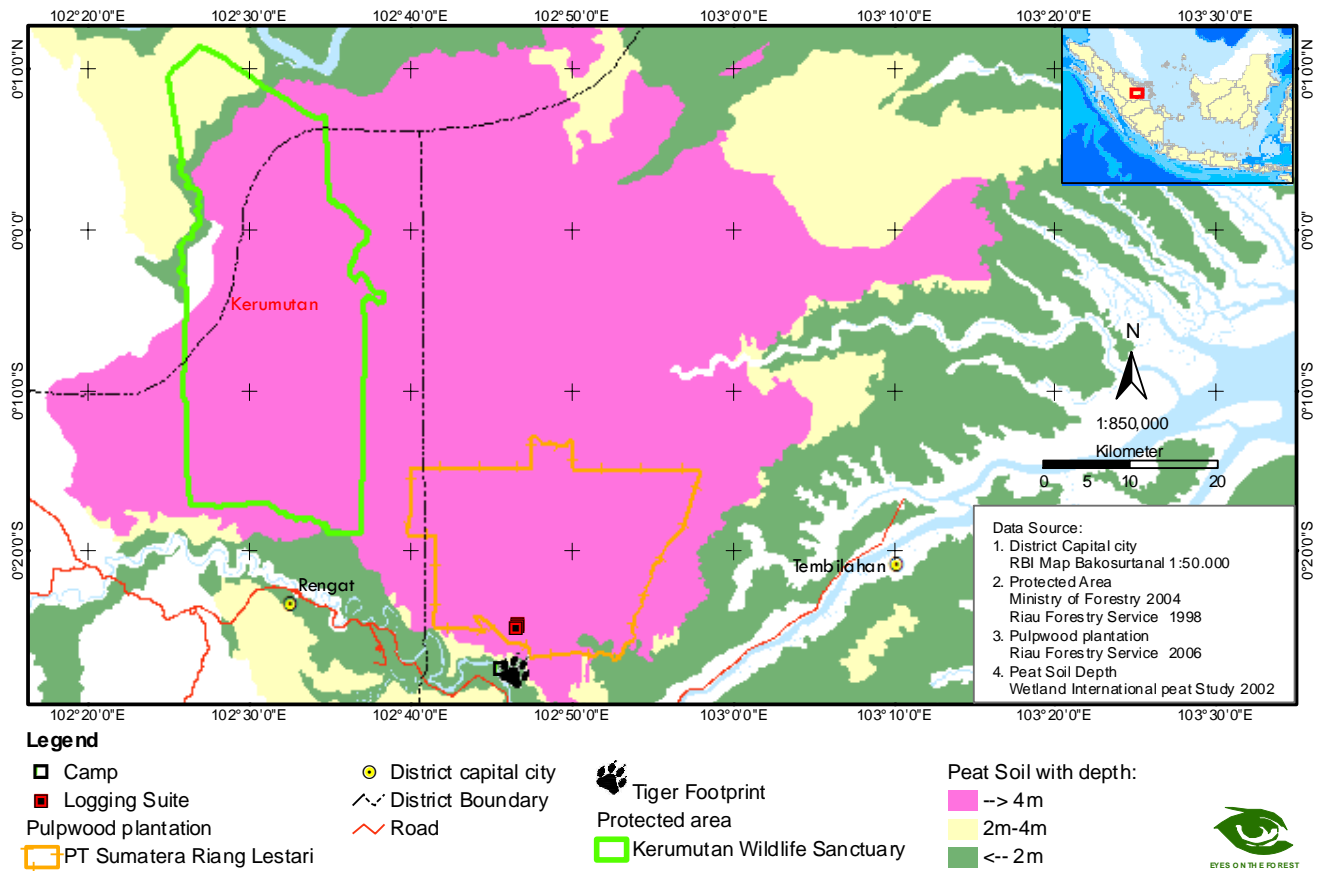 102°20'0"E 102°30'0"E 102°40'0"E 102°50'0"E 103°0'0"E 103°10'0"E 103°20'0"E 103°30'0"E
0°10'0"N 0°10'0"N
0°0'0" 0°0'0"
Kerumutan
N
0°10'0"S 0°10'0"S
1:850,000
Kilometer
0 5 10 20
0°20'0"S 0°20'0"S
Rengat
Tembilahan
Data Source:
1. District Capital city
RBI Map Bakosurtanal 1:50.000
2. Protected Area
Ministry of Forestry 2004
Riau Forestry Service 1998
3. Pulpwood plantation
Riau Forestry Service 2006
4. Peat Soil Depth
Wetland International peat Study 2002
102°20'0"E 102°30'0"E 102°40'0"E 102°50'0"E 103°0'0"E 103°10'0"E 103°20'0"E 103°30'0"E
Legend
Camp
Logging Suite
Pulpwood plantation
PT Sumatera Riang Lestari
District capital city
District Boundary
Road
Tiger Footprint
Protected area
Kerumutan Wildlife Sanctuary
Peat Soil with depth:
--> 4m
2m-4m
<-- 2m
EYES ON THE FOREST